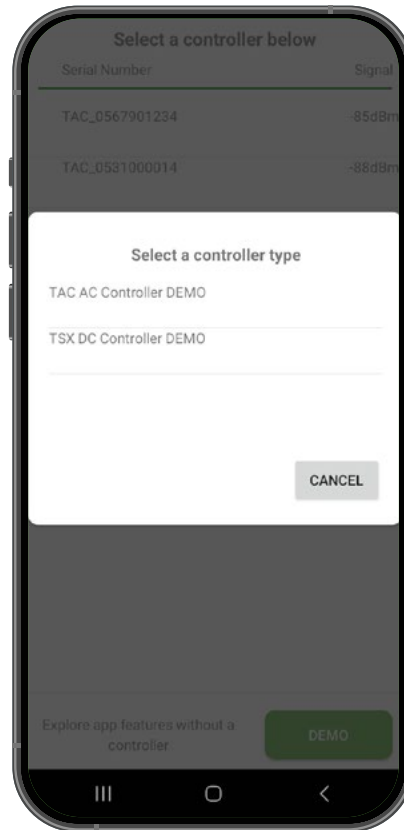 Select a controller below
Serial Number Signal
TAC_0567901234 -85dBm
TAC_0531000014 -88dBm
Select a controller type
TAC AC Controller DEMO
TSX DC Controller DEMO
CANCEL
Explore app features without a
controller
DEMO